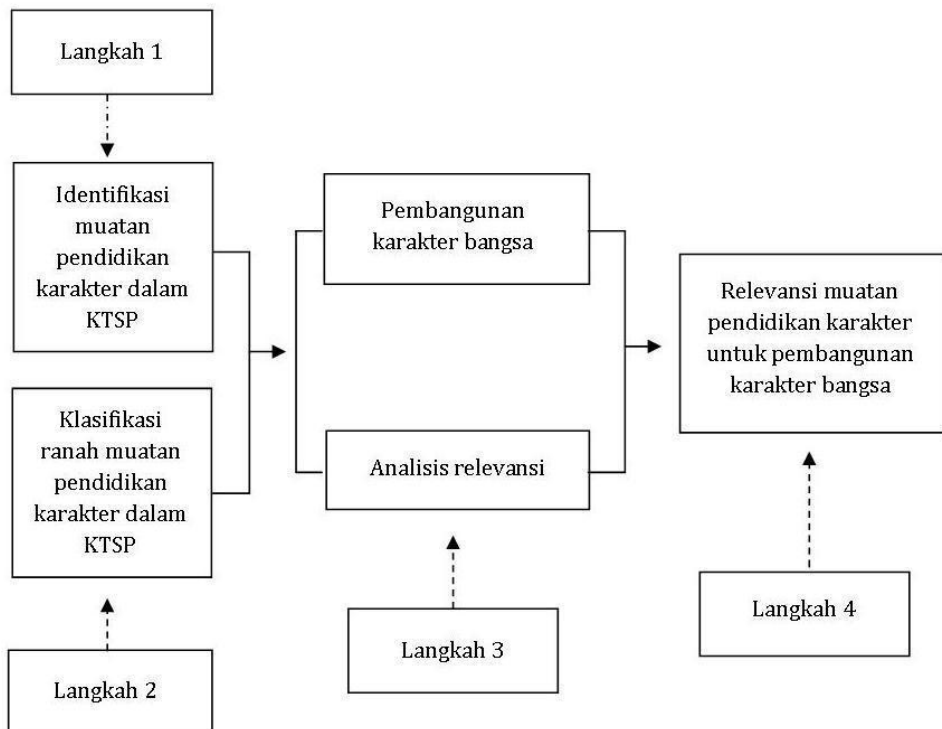 Langkah 1
Identifikasi
muatan
pendidikan
karakter dalam
KTSP
Klasifikasi
ranah muatan
pendidikan
karakter dalam
KTSP
Langkah 2
Pembangunan
karakter bangsa
Analisis relevansi
Langkah 3
Relevansi muatan
pendidikan karakter
untuk pembangunan
karakter bangsa
Langkah 4